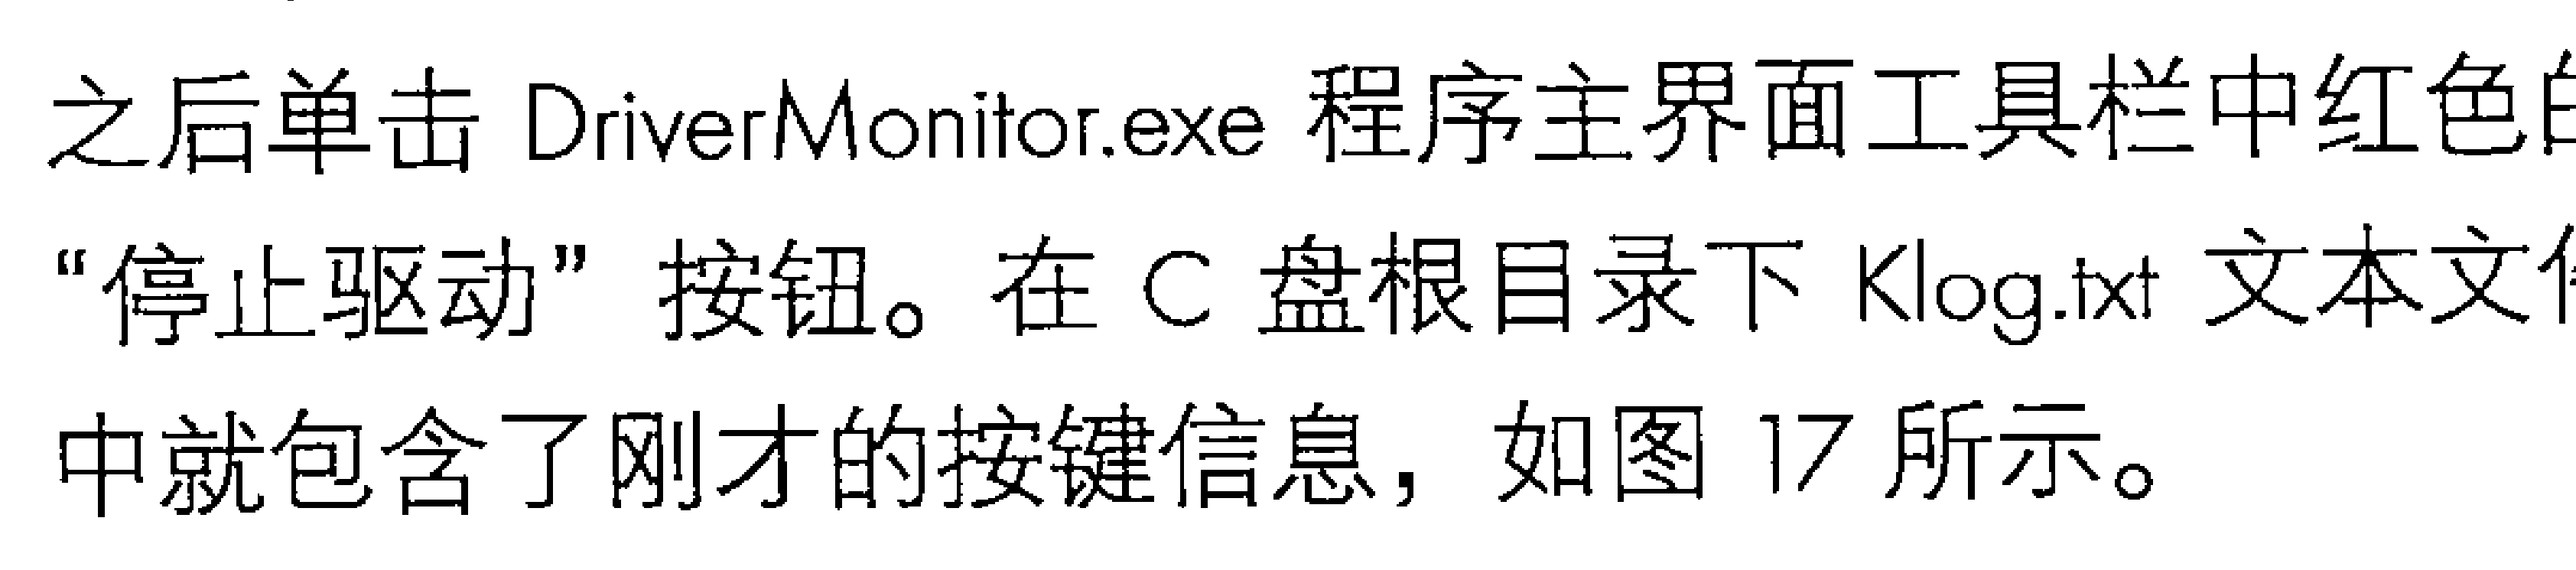 之后单击 DriverMonitor.exe 程序主界面工具栏中红色的
“停止驱动”按钮。在 C 盘根目录下 Klog.txt 文本文件
中就包含了刚才的按键信息，如图 17 所示。